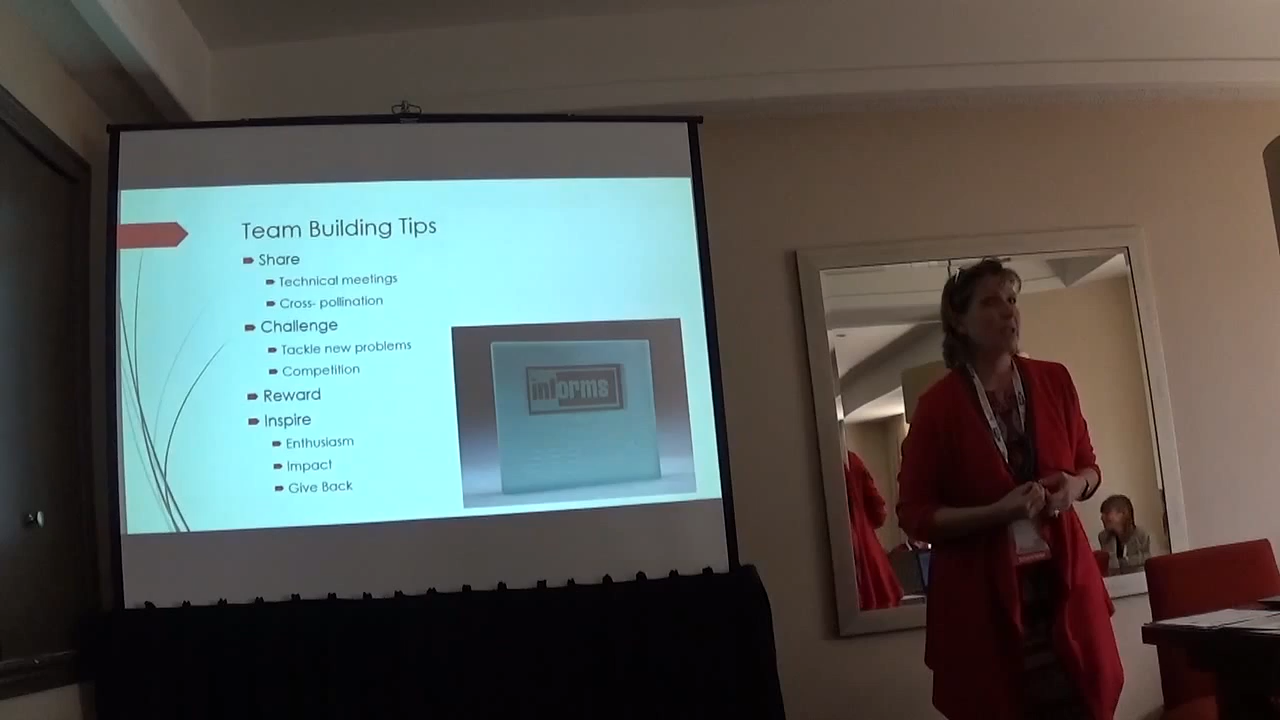 Team Building Tips
Share
Technical meetings
Cross- pollination
Challenge
Tackle new problems
Competition
Reward
Inspire
Enthusiasm
Impact
Give Back
informs